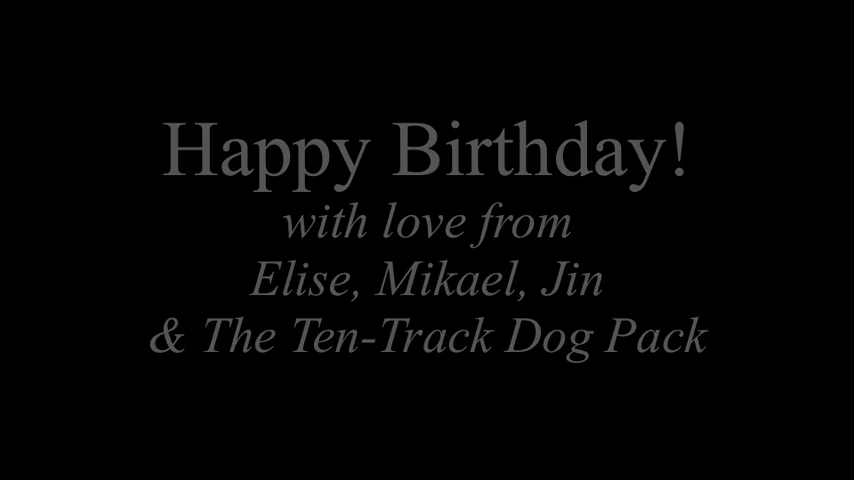 Happy Birthday!
with love from
Elise, Mikael, Jin
& The Ten-Track Dog Pack